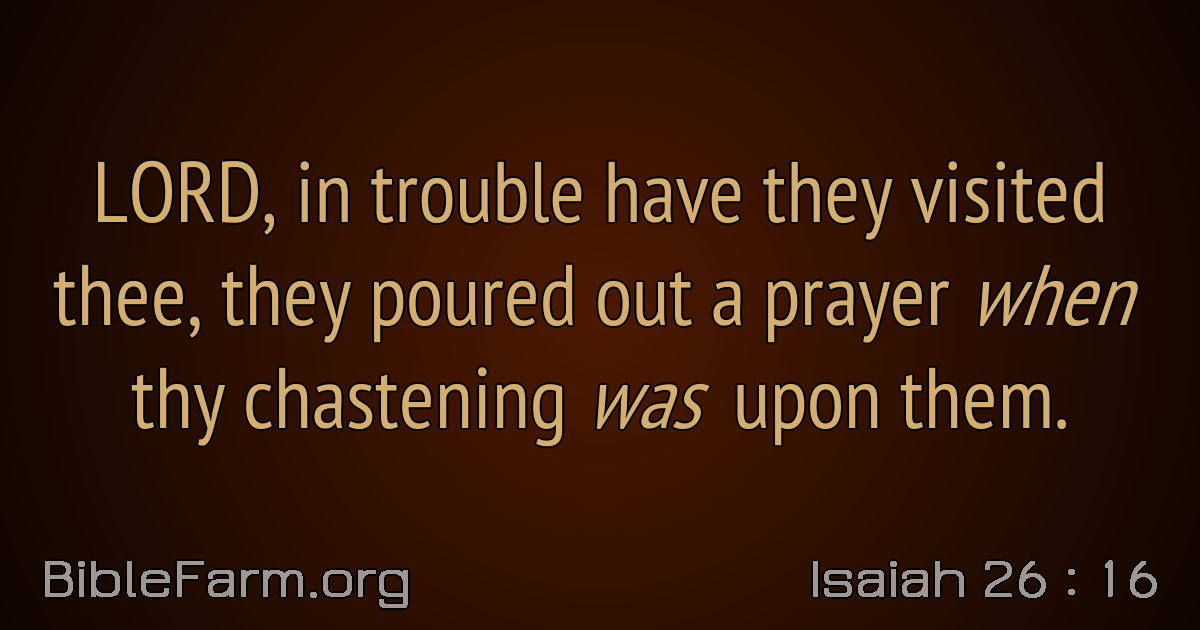 LORD, in trouble have they visited
thee, they poured out a prayer when
thy chastening was upon them.
BibleFarm.org
Isaiah 26 : 16